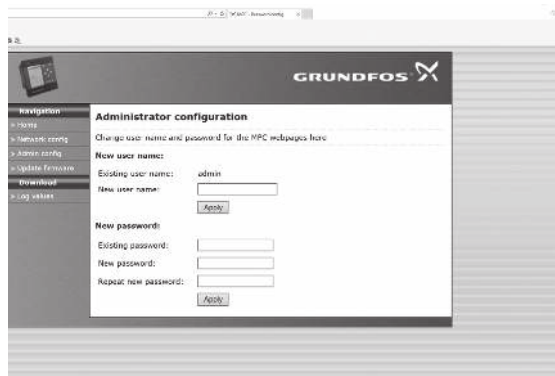 GRUNDFOS
Navigation
> Home
> Network config
> Admin config
> Update firmware
Download
> Log values
Administrator configuration
Change user name and password for the MPC webpages here
New user name:
Existing user name: admin
New user name:
Apply
New password:
Existing password:
New password:
Repeat new password:
Apply